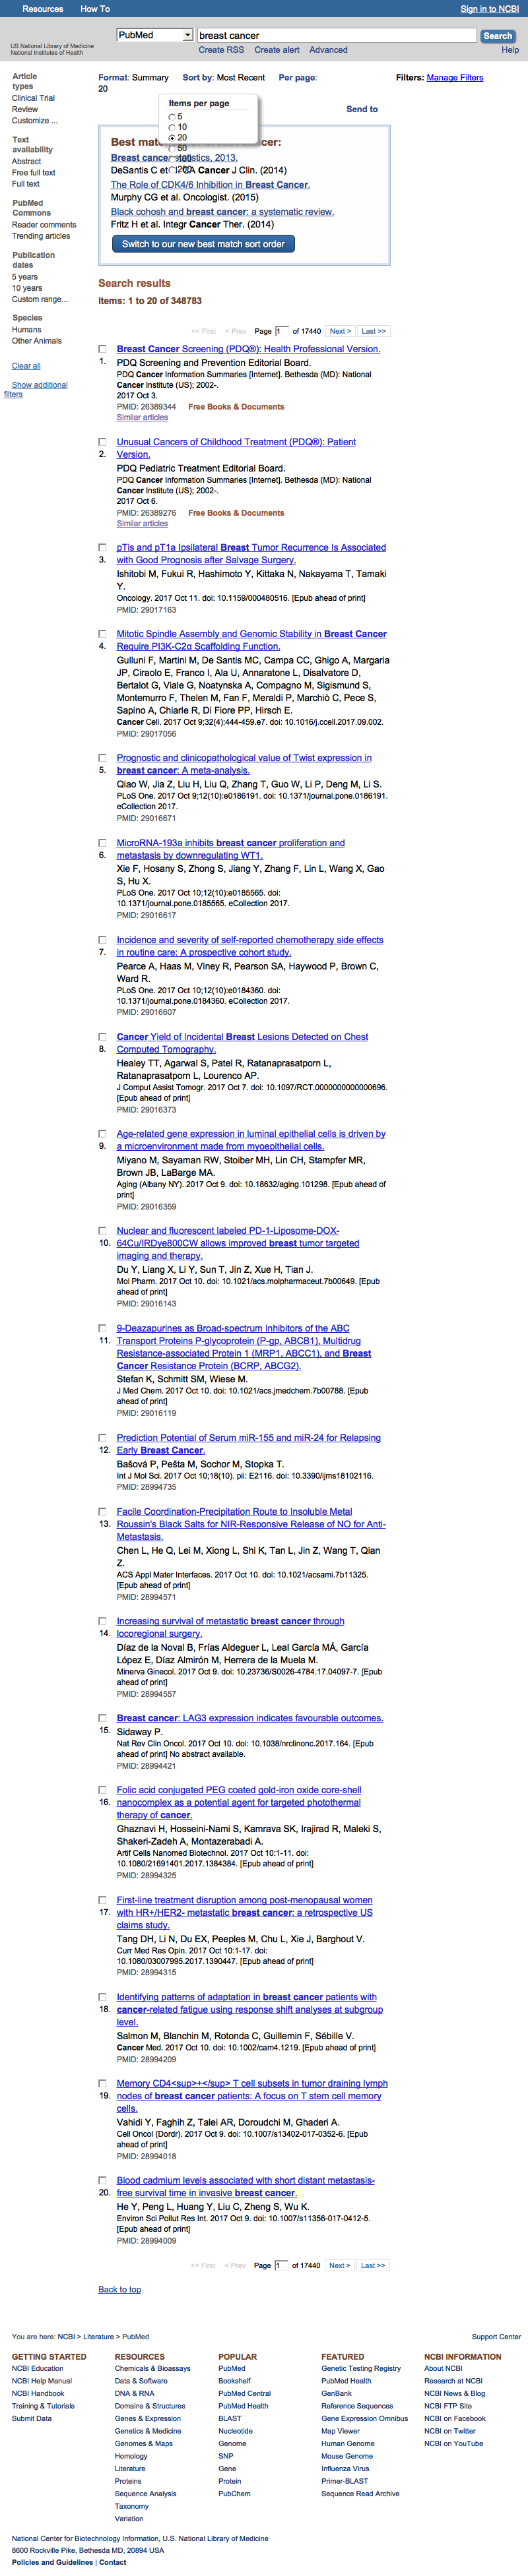 Resources How To Sign in to NCBI
PubMed breast cancer Search
US National Library of Medicine
National Institutes of Health
Create RSS Create alert Advanced Help
Article
types
Clinical Trial
Review
Customize ...
Text
availability
Abstract
Free full text
Full text
PubMed
Commons
Reader comments
Trending articles
Publication
dates
5 years
10 years
Custom range...
Species
Humans
Other Animals
Clear all
Show additional
filters
Format: Summary Sort by: Most Recent Per page:
20
Filters: Manage Filters
Items per page
5
10
20
50
100
200
Send to
Best mat cer:
Breast cancer statistics, 2013.
DeSantis C et CA Cancer J Clin. (2014)
The Role of CDK4/6 Inhibition in Breast Cancer.
Murphy CG et al. Oncologist. (2015)
Black cohosh and breast cancer: a systematic review.
Fritz H et al. Integr Cancer Ther. (2014)
Switch to our new best match sort order
Search results
Items: 1 to 20 of 348783
<< First < Prev Page 1 of 17440 Next > Last >>
Breast Cancer Screening (PDQ®): Health Professional Version.
1. PDQ Screening and Prevention Editorial Board.
PDQ Cancer Information Summaries [Internet]. Bethesda (MD): National
Cancer Institute (US); 2002-.
2017 Oct 3.
PMID: 26389344 Free Books & Documents
Similar articles
Unusual Cancers of Childhood Treatment (PDQ®): Patient
2. Version.
PDQ Pediatric Treatment Editorial Board.
PDQ Cancer Information Summaries [Internet]. Bethesda (MD): National
Cancer Institute (US); 2002-.
2017 Oct 6.
PMID: 26389276 Free Books & Documents
Similar articles
pTis and pT1a Ipsilateral Breast Tumor Recurrence Is Associated
3. with Good Prognosis after Salvage Surgery.
Ishitobi M, Fukui R, Hashimoto Y, Kittaka N, Nakayama T, Tamaki
Y.
Oncology. 2017 Oct 11. doi: 10.1159/000480516. [Epub ahead of print]
PMID: 29017163
Mitotic Spindle Assembly and Genomic Stability in Breast Cancer
4. Require PI3K-C2α Scaffolding Function.
Gulluni F, Martini M, De Santis MC, Campa CC, Ghigo A, Margaria
JP, Ciraolo E, Franco I, Ala U, Annaratone L, Disalvatore D,
Bertalot G, Viale G, Noatynska A, Compagno M, Sigismund S,
Montemurro F, Thelen M, Fan F, Meraldi P, Marchiò C, Pece S,
Sapino A, Chiarle R, Di Fiore PP, Hirsch E.
Cancer Cell. 2017 Oct 9;32(4):444-459.e7. doi: 10.1016/j.ccell.2017.09.002.
PMID: 29017056
Prognostic and clinicopathological value of Twist expression in
5. breast cancer: A meta-analysis.
Qiao W, Jia Z, Liu H, Liu Q, Zhang T, Guo W, Li P, Deng M, Li S.
PLoS One. 2017 Oct 9;12(10):e0186191. doi: 10.1371/journal.pone.0186191.
eCollection 2017.
PMID: 29016671
MicroRNA-193a inhibits breast cancer proliferation and
6. metastasis by downregulating WT1.
Xie F, Hosany S, Zhong S, Jiang Y, Zhang F, Lin L, Wang X, Gao
S, Hu X.
PLoS One. 2017 Oct 10;12(10):e0185565. doi:
10.1371/journal.pone.0185565. eCollection 2017.
PMID: 29016617
Incidence and severity of self-reported chemotherapy side effects
7. in routine care: A prospective cohort study.
Pearce A, Haas M, Viney R, Pearson SA, Haywood P, Brown C,
Ward R.
PLoS One. 2017 Oct 10;12(10):e0184360. doi:
10.1371/journal.pone.0184360. eCollection 2017.
PMID: 29016607
Cancer Yield of Incidental Breast Lesions Detected on Chest
8. Computed Tomography.
Healey TT, Agarwal S, Patel R, Ratanaprasatporn L,
Ratanaprasatporn L, Lourenco AP.
J Comput Assist Tomogr. 2017 Oct 7. doi: 10.1097/RCT.0000000000000696.
[Epub ahead of print]
PMID: 29016373
Age-related gene expression in luminal epithelial cells is driven by
9. a microenvironment made from myoepithelial cells.
Miyano M, Sayaman RW, Stoiber MH, Lin CH, Stampfer MR,
Brown JB, LaBarge MA.
Aging (Albany NY). 2017 Oct 9. doi: 10.18632/aging.101298. [Epub ahead of
print]
PMID: 29016359
Nuclear and fluorescent labeled PD-1-Liposome-DOX-
10. 64Cu/IRDye800CW allows improved breast tumor targeted
imaging and therapy.
Du Y, Liang X, Li Y, Sun T, Jin Z, Xue H, Tian J.
Mol Pharm. 2017 Oct 10. doi: 10.1021/acs.molpharmaceut.7b00649. [Epub
ahead of print]
PMID: 29016143
9-Deazapurines as Broad-spectrum Inhibitors of the ABC
11. Transport Proteins P-glycoprotein (P-gp, ABCB1), Multidrug
Resistance-associated Protein 1 (MRP1, ABCC1), and Breast
Cancer Resistance Protein (BCRP, ABCG2).
Stefan K, Schmitt SM, Wiese M.
J Med Chem. 2017 Oct 10. doi: 10.1021/acs.jmedchem.7b00788. [Epub
ahead of print]
PMID: 29016119
Prediction Potential of Serum miR-155 and miR-24 for Relapsing
12. Early Breast Cancer.
Bašová P, Pešta M, Sochor M, Stopka T.
Int J Mol Sci. 2017 Oct 10;18(10). pii: E2116. doi: 10.3390/ijms18102116.
PMID: 28994735
Facile Coordination-Precipitation Route to Insoluble Metal
13. Roussin's Black Salts for NIR-Responsive Release of NO for Anti-
Metastasis.
Chen L, He Q, Lei M, Xiong L, Shi K, Tan L, Jin Z, Wang T, Qian
Z.
ACS Appl Mater Interfaces. 2017 Oct 10. doi: 10.1021/acsami.7b11325.
[Epub ahead of print]
PMID: 28994571
Increasing survival of metastatic breast cancer through
14. locoregional surgery.
Díaz de la Noval B, Frías Aldeguer L, Leal García MÁ, García
López E, Díaz Almirón M, Herrera de la Muela M.
Minerva Ginecol. 2017 Oct 9. doi: 10.23736/S0026-4784.17.04097-7. [Epub
ahead of print]
PMID: 28994557
Breast cancer: LAG3 expression indicates favourable outcomes.
15. Sidaway P.
Nat Rev Clin Oncol. 2017 Oct 10. doi: 10.1038/nrclinonc.2017.164. [Epub
ahead of print] No abstract available.
PMID: 28994421
Folic acid conjugated PEG coated gold-iron oxide core-shell
16. nanocomplex as a potential agent for targeted photothermal
therapy of cancer.
Ghaznavi H, Hosseini-Nami S, Kamrava SK, Irajirad R, Maleki S,
Shakeri-Zadeh A, Montazerabadi A.
Artif Cells Nanomed Biotechnol. 2017 Oct 10:1-11. doi:
10.1080/21691401.2017.1384384. [Epub ahead of print]
PMID: 28994325
First-line treatment disruption among post-menopausal women
17. with HR+/HER2- metastatic breast cancer: a retrospective US
claims study.
Tang DH, Li N, Du EX, Peeples M, Chu L, Xie J, Barghout V.
Curr Med Res Opin. 2017 Oct 10:1-17. doi:
10.1080/03007995.2017.1390447. [Epub ahead of print]
PMID: 28994315
Identifying patterns of adaptation in breast cancer patients with
18. cancer-related fatigue using response shift analyses at subgroup
level.
Salmon M, Blanchin M, Rotonda C, Guillemin F, Sébille V.
Cancer Med. 2017 Oct 10. doi: 10.1002/cam4.1219. [Epub ahead of print]
PMID: 28994209
Memory CD4<sup>+</sup> T cell subsets in tumor draining lymph
19. nodes of breast cancer patients: A focus on T stem cell memory
cells.
Vahidi Y, Faghih Z, Talei AR, Doroudchi M, Ghaderi A.
Cell Oncol (Dordr). 2017 Oct 9. doi: 10.1007/s13402-017-0352-6. [Epub
ahead of print]
PMID: 28994018
Blood cadmium levels associated with short distant metastasis-
20. free survival time in invasive breast cancer.
He Y, Peng L, Huang Y, Liu C, Zheng S, Wu K.
Environ Sci Pollut Res Int. 2017 Oct 9. doi: 10.1007/s11356-017-0412-5.
[Epub ahead of print]
PMID: 28994009
<< First < Prev Page 1 of 17440 Next > Last >>
Back to top
You are here: NCBI > Literature > PubMed Support Center
GETTING STARTED
NCBI Education
NCBI Help Manual
NCBI Handbook
Training & Tutorials
Submit Data
RESOURCES
Chemicals & Bioassays
Data & Software
DNA & RNA
Domains & Structures
Genes & Expression
Genetics & Medicine
Genomes & Maps
Homology
Literature
Proteins
Sequence Analysis
Taxonomy
Variation
POPULAR
PubMed
Bookshelf
PubMed Central
PubMed Health
BLAST
Nucleotide
Genome
SNP
Gene
Protein
PubChem
FEATURED
Genetic Testing Registry
PubMed Health
GenBank
Reference Sequences
Gene Expression Omnibus
Map Viewer
Human Genome
Mouse Genome
Influenza Virus
Primer-BLAST
Sequence Read Archive
NCBI INFORMATION
About NCBI
Research at NCBI
NCBI News & Blog
NCBI FTP Site
NCBI on Facebook
NCBI on Twitter
NCBI on YouTube
National Center for Biotechnology Information, U.S. National Library of Medicine
8600 Rockville Pike, Bethesda MD, 20894 USA
Policies and Guidelines | Contact